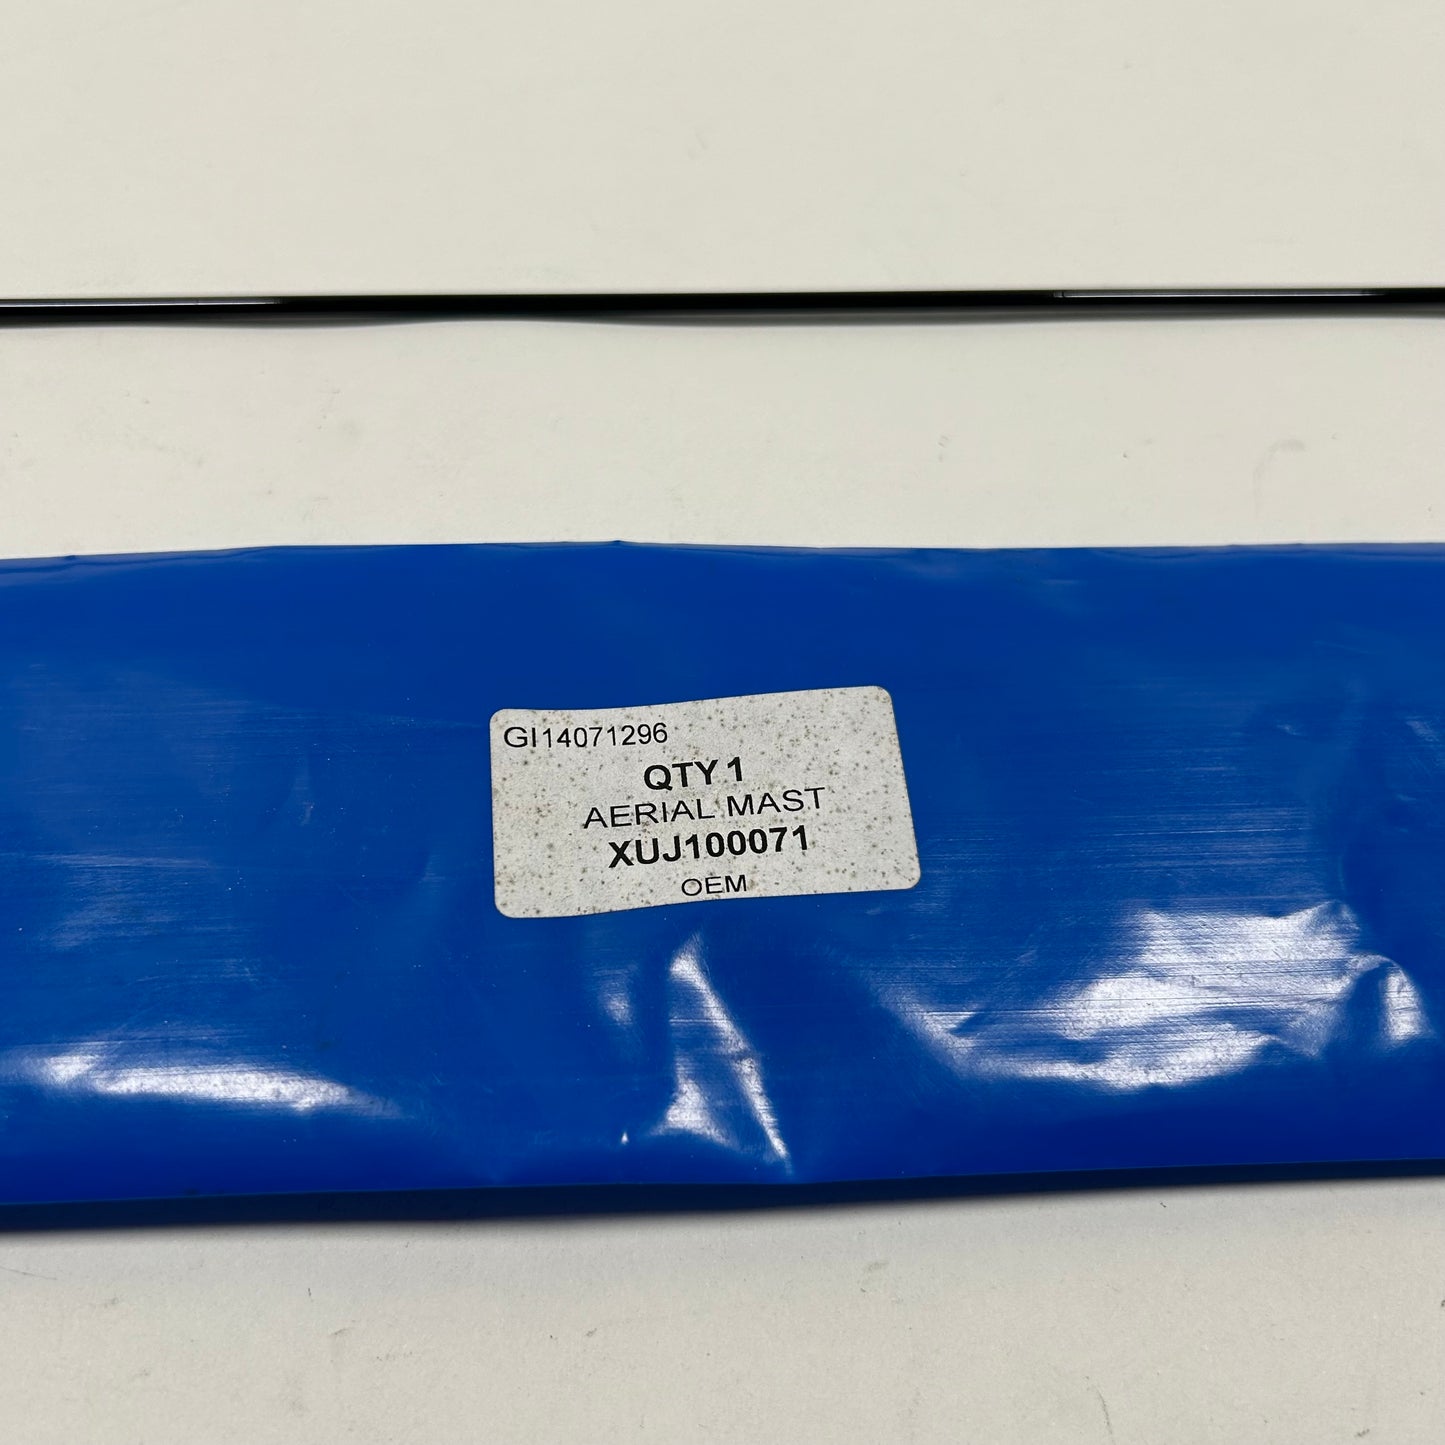 GI14071296
QTY 1
AERIAL MAST
XUJ100071
OEM